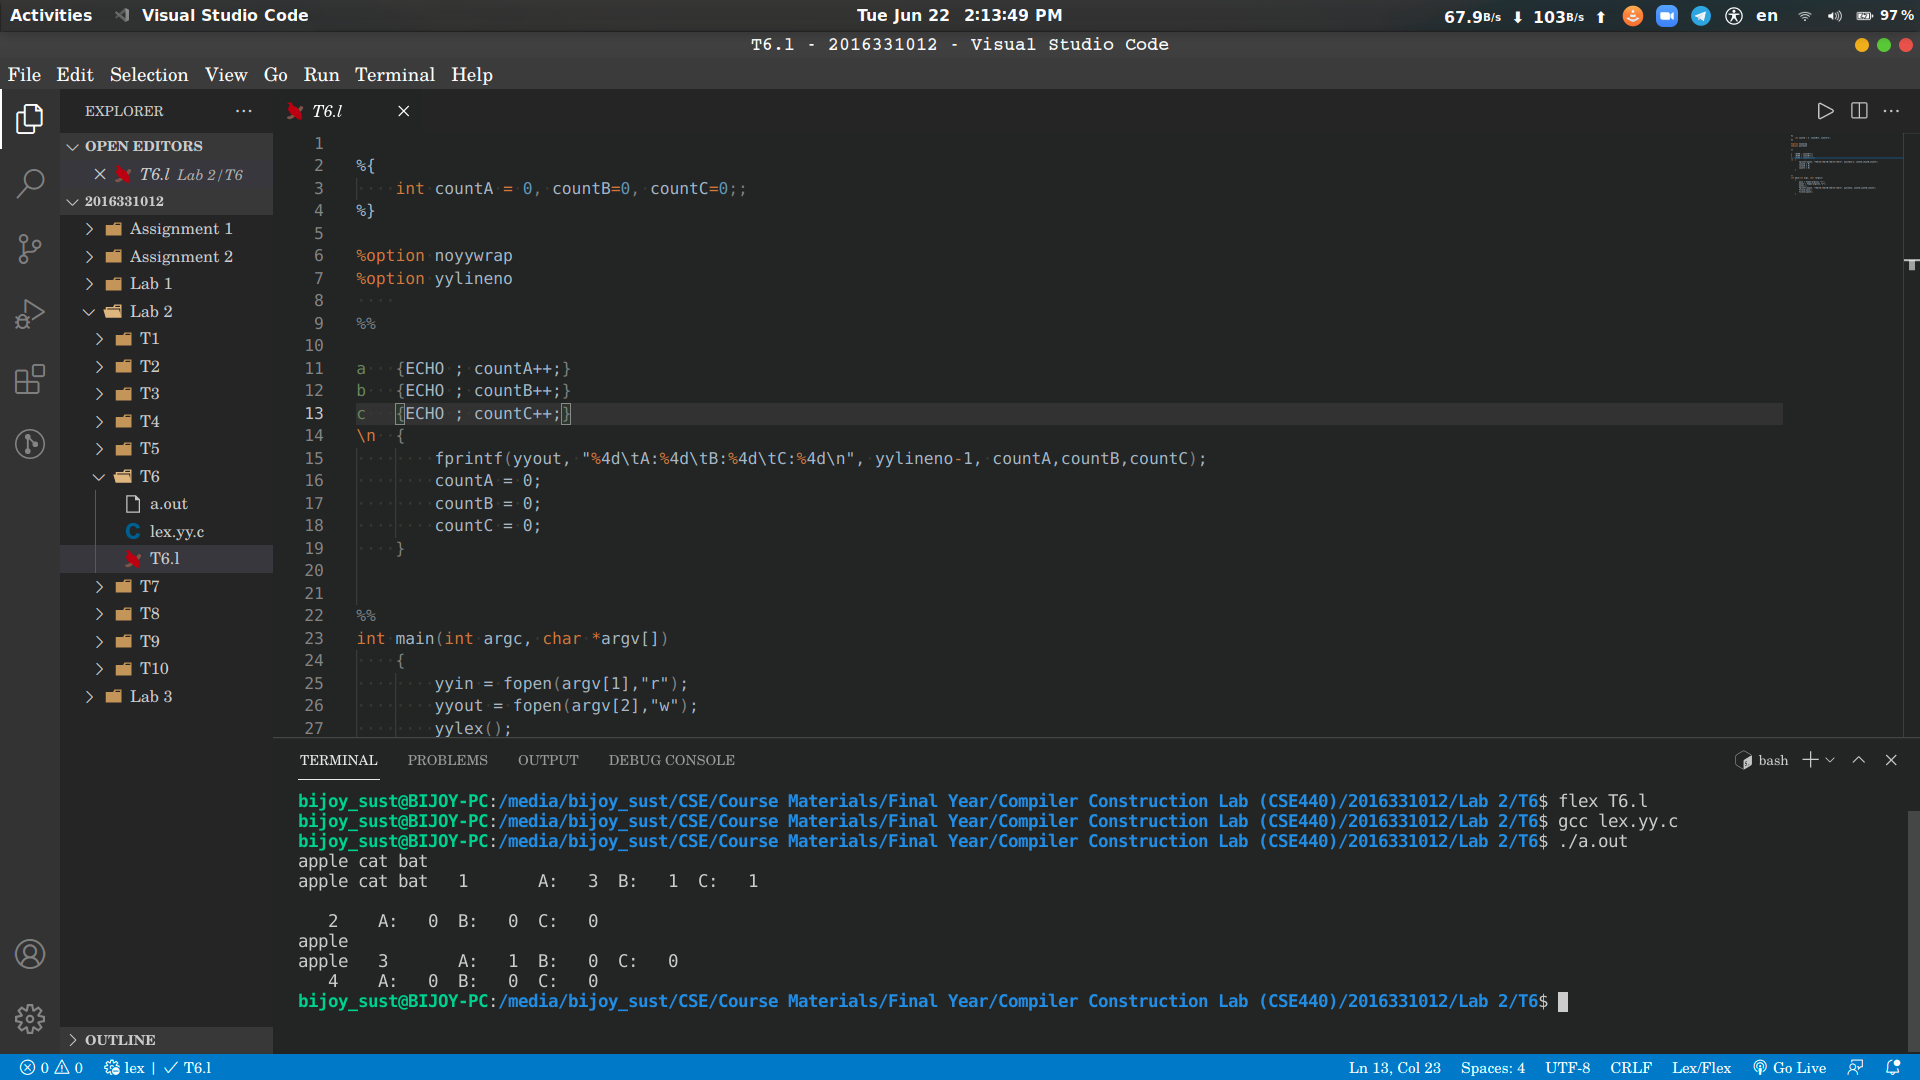 Activities Visual Studio Code Tue Jun 22 2:13:49 PM 67.9B/s 103B/s en 97 %
T6.l - 2016331012 - Visual Studio Code
File Edit Selection View Go Run Terminal Help
EXPLORER
OPEN EDITORS
T6.l Lab 2/T6
2016331012
Assignment 1
Assignment 2
Lab 1
Lab 2
T1
T2
T3
T4
T5
T6
a.out
lex.yy.c
T6.l
T7
T8
T9
T10
Lab 3
OUTLINE
T6.l
1
2 %{
3 int countA = 0, countB=0, countC=0;;
4 %}
5
6 %option noyywrap
7 %option yylineno
8
9 %%
10
11 a {ECHO ; countA++;}
12 b {ECHO ; countB++;}
13 c {ECHO ; countC++;}
14 \n {
15 fprintf(yyout, "%4d\tA:%4d\tB:%4d\tC:%4d\n", yylineno-1, countA,countB,countC);
16 countA = 0;
17 countB = 0;
18 countC = 0;
19 }
20
21
22 %%
23 int main(int argc, char *argv[])
24 {
25 yyin = fopen(argv[1],"r");
26 yyout = fopen(argv[2],"w");
27 yylex();
TERMINAL PROBLEMS OUTPUT DEBUG CONSOLE bash
bijoy_sust@BIJOY-PC:/media/bijoy_sust/CSE/Course Materials/Final Year/Compiler Construction Lab (CSE440)/2016331012/Lab 2/T6$ flex T6.l
bijoy_sust@BIJOY-PC:/media/bijoy_sust/CSE/Course Materials/Final Year/Compiler Construction Lab (CSE440)/2016331012/Lab 2/T6$ gcc lex.yy.c
bijoy_sust@BIJOY-PC:/media/bijoy_sust/CSE/Course Materials/Final Year/Compiler Construction Lab (CSE440)/2016331012/Lab 2/T6$ ./a.out
apple cat bat
apple cat bat 1 A: 3 B: 1 C: 1
2 A: 0 B: 0 C: 0
apple
apple 3 A: 1 B: 0 C: 0
4 A: 0 B: 0 C: 0
bijoy_sust@BIJOY-PC:/media/bijoy_sust/CSE/Course Materials/Final Year/Compiler Construction Lab (CSE440)/2016331012/Lab 2/T6$
0 0 lex | T6.l Ln 13, Col 23 Spaces: 4 UTF-8 CRLF Lex/Flex Go Live